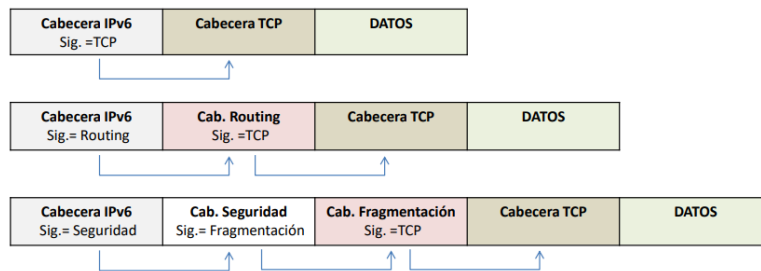 Cabecera IPv6 Cabecera TCP DATOS
Sig. =TCP
Cabecera IPv6 Cab. Routing Cabecera TCP DATOS
Sig.= Routing Sig. =TCP
Cabecera IPv6 Cab. Seguridad Cab. Fragmentación Cabecera TCP DATOS
Sig.= Seguridad Sig.= Fragmentación Sig. =TCP